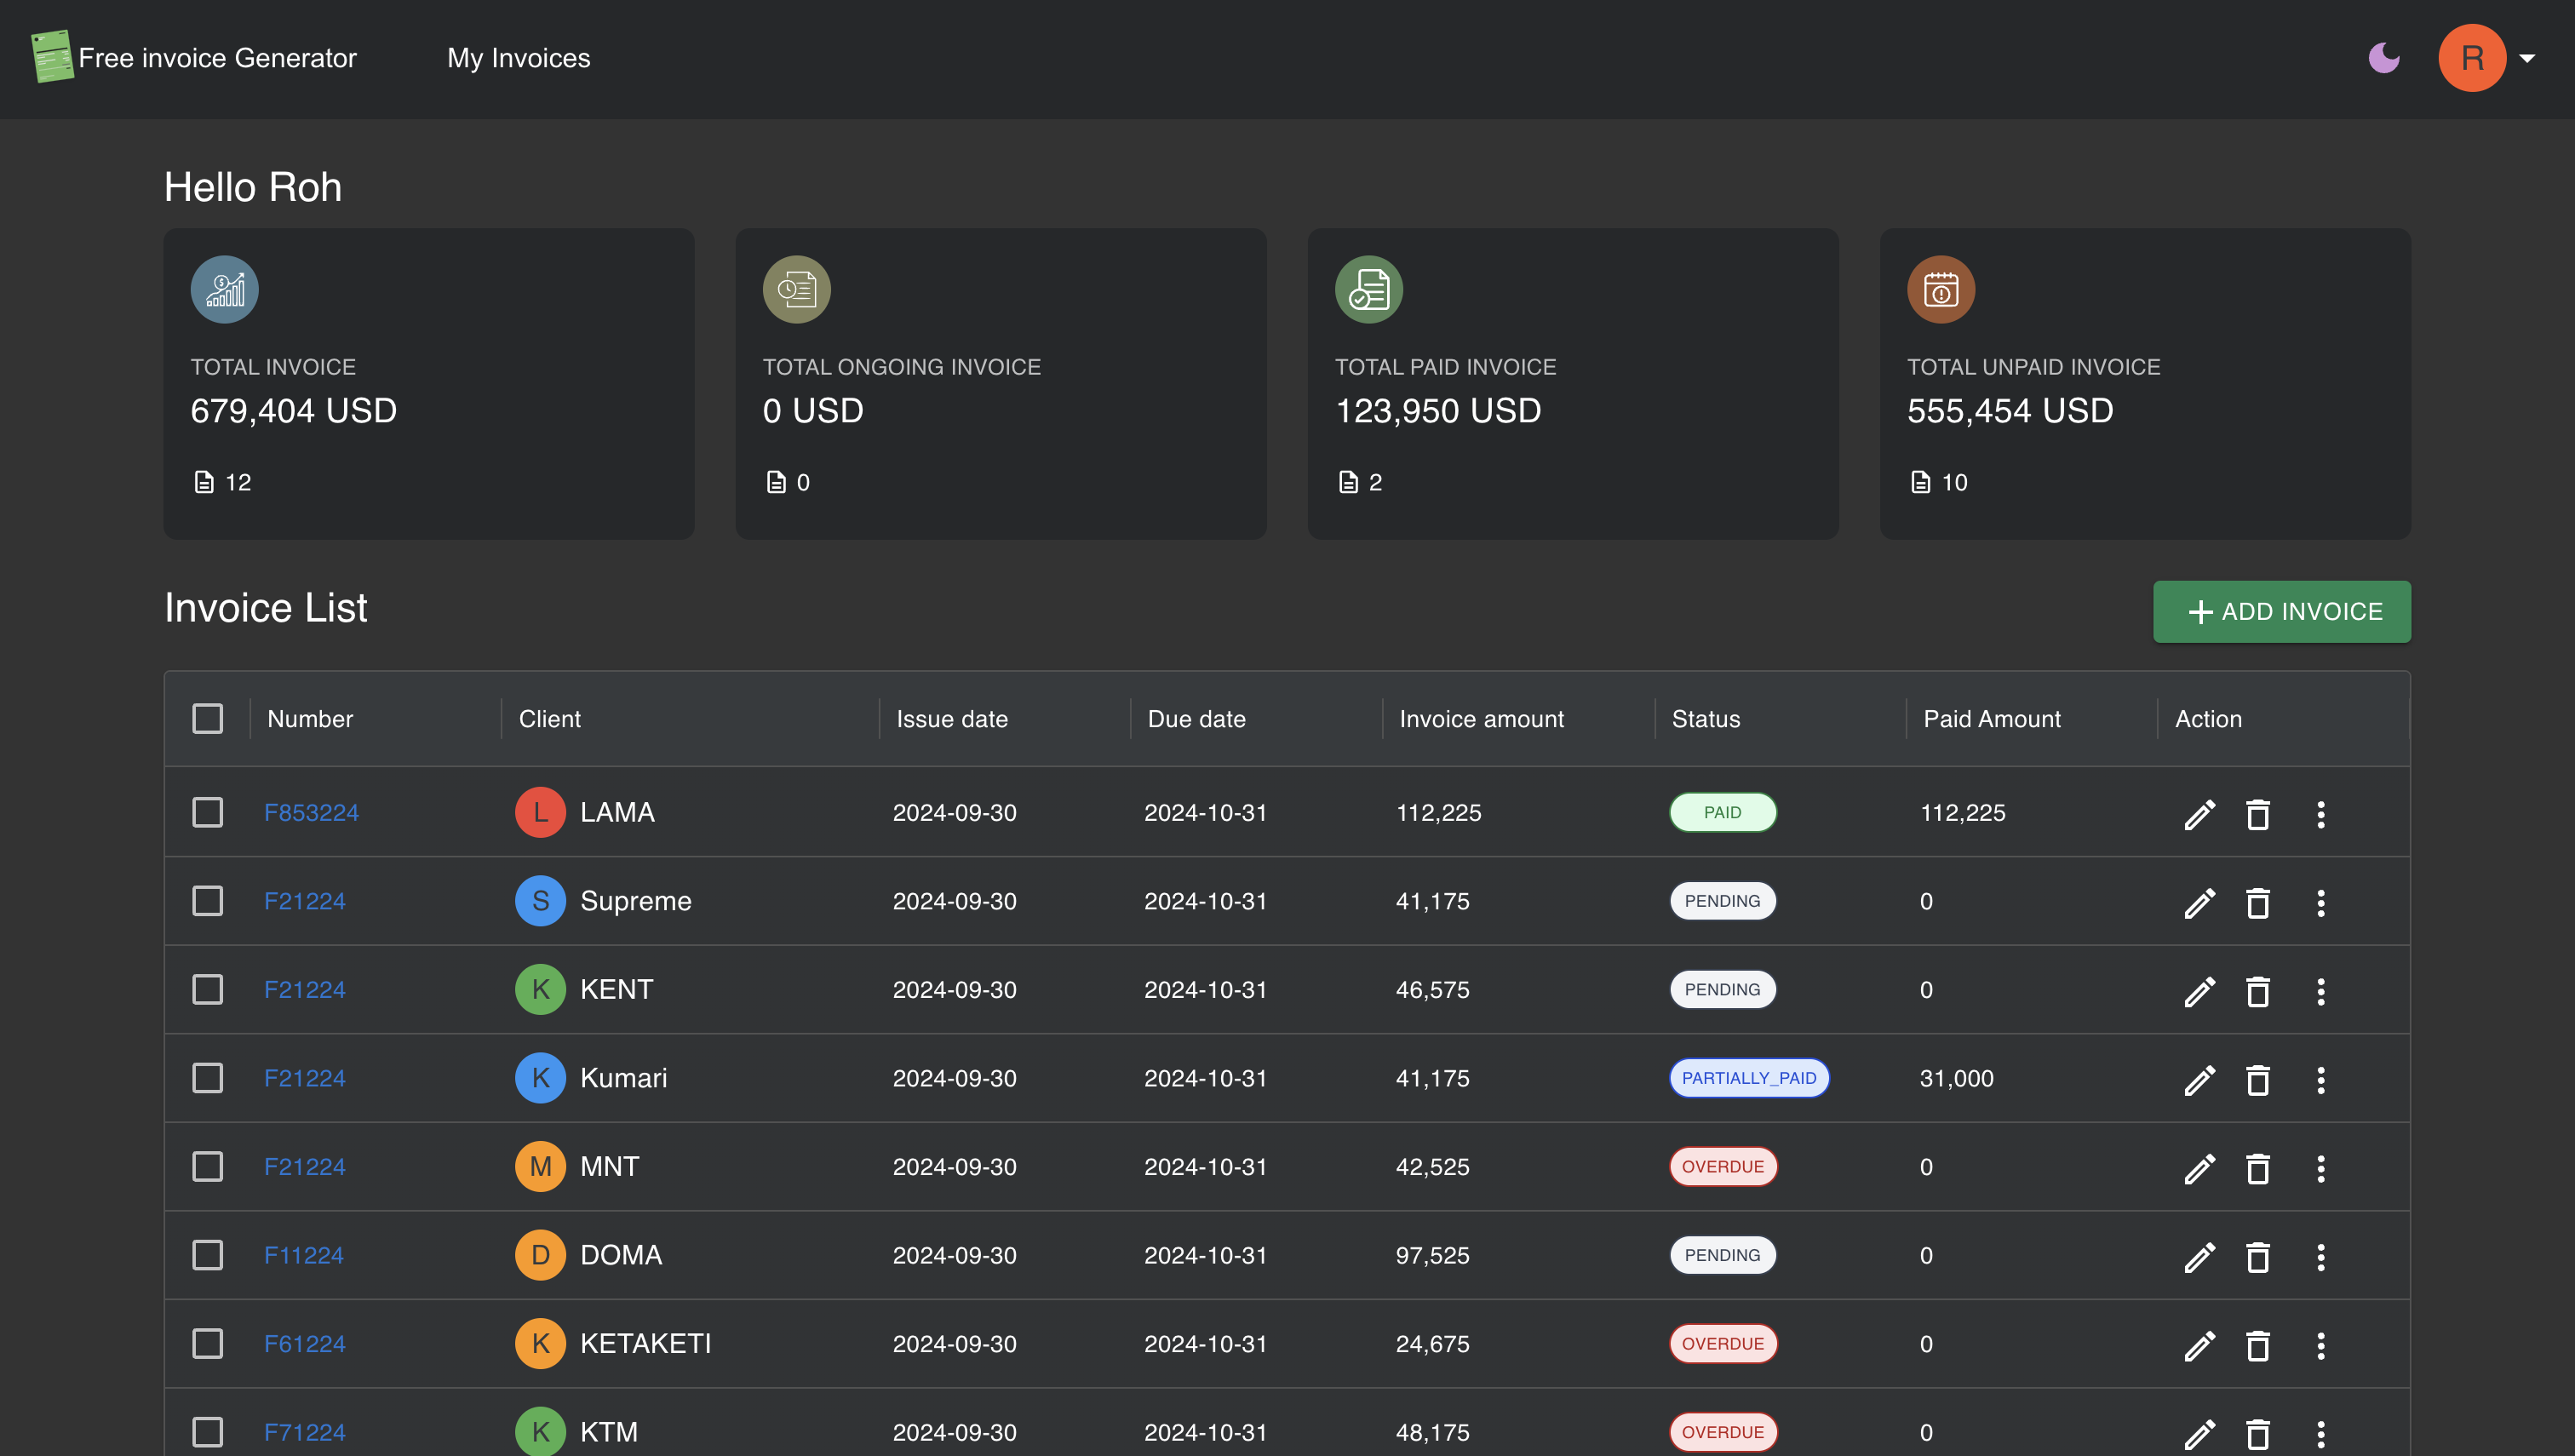 Free invoice Generator My Invoices R
Hello Roh
TOTAL INVOICE
679,404 USD
12
TOTAL ONGOING INVOICE
0 USD
0
TOTAL PAID INVOICE
123,950 USD
2
TOTAL UNPAID INVOICE
555,454 USD
10
Invoice List
ADD INVOICE
Number Client Issue date Due date Invoice amount Status Paid Amount Action
F853224 L LAMA 2024-09-30 2024-10-31 112,225 PAID 112,225
F21224 S Supreme 2024-09-30 2024-10-31 41,175 PENDING 0
F21224 K KENT 2024-09-30 2024-10-31 46,575 PENDING 0
F21224 K Kumari 2024-09-30 2024-10-31 41,175 PARTIALLY_PAID 31,000
F21224 M MNT 2024-09-30 2024-10-31 42,525 OVERDUE 0
F11224 D DOMA 2024-09-30 2024-10-31 97,525 PENDING 0
F61224 K KETAKETI 2024-09-30 2024-10-31 24,675 OVERDUE 0
F71224 K KTM 2024-09-30 2024-10-31 48,175 OVERDUE 0